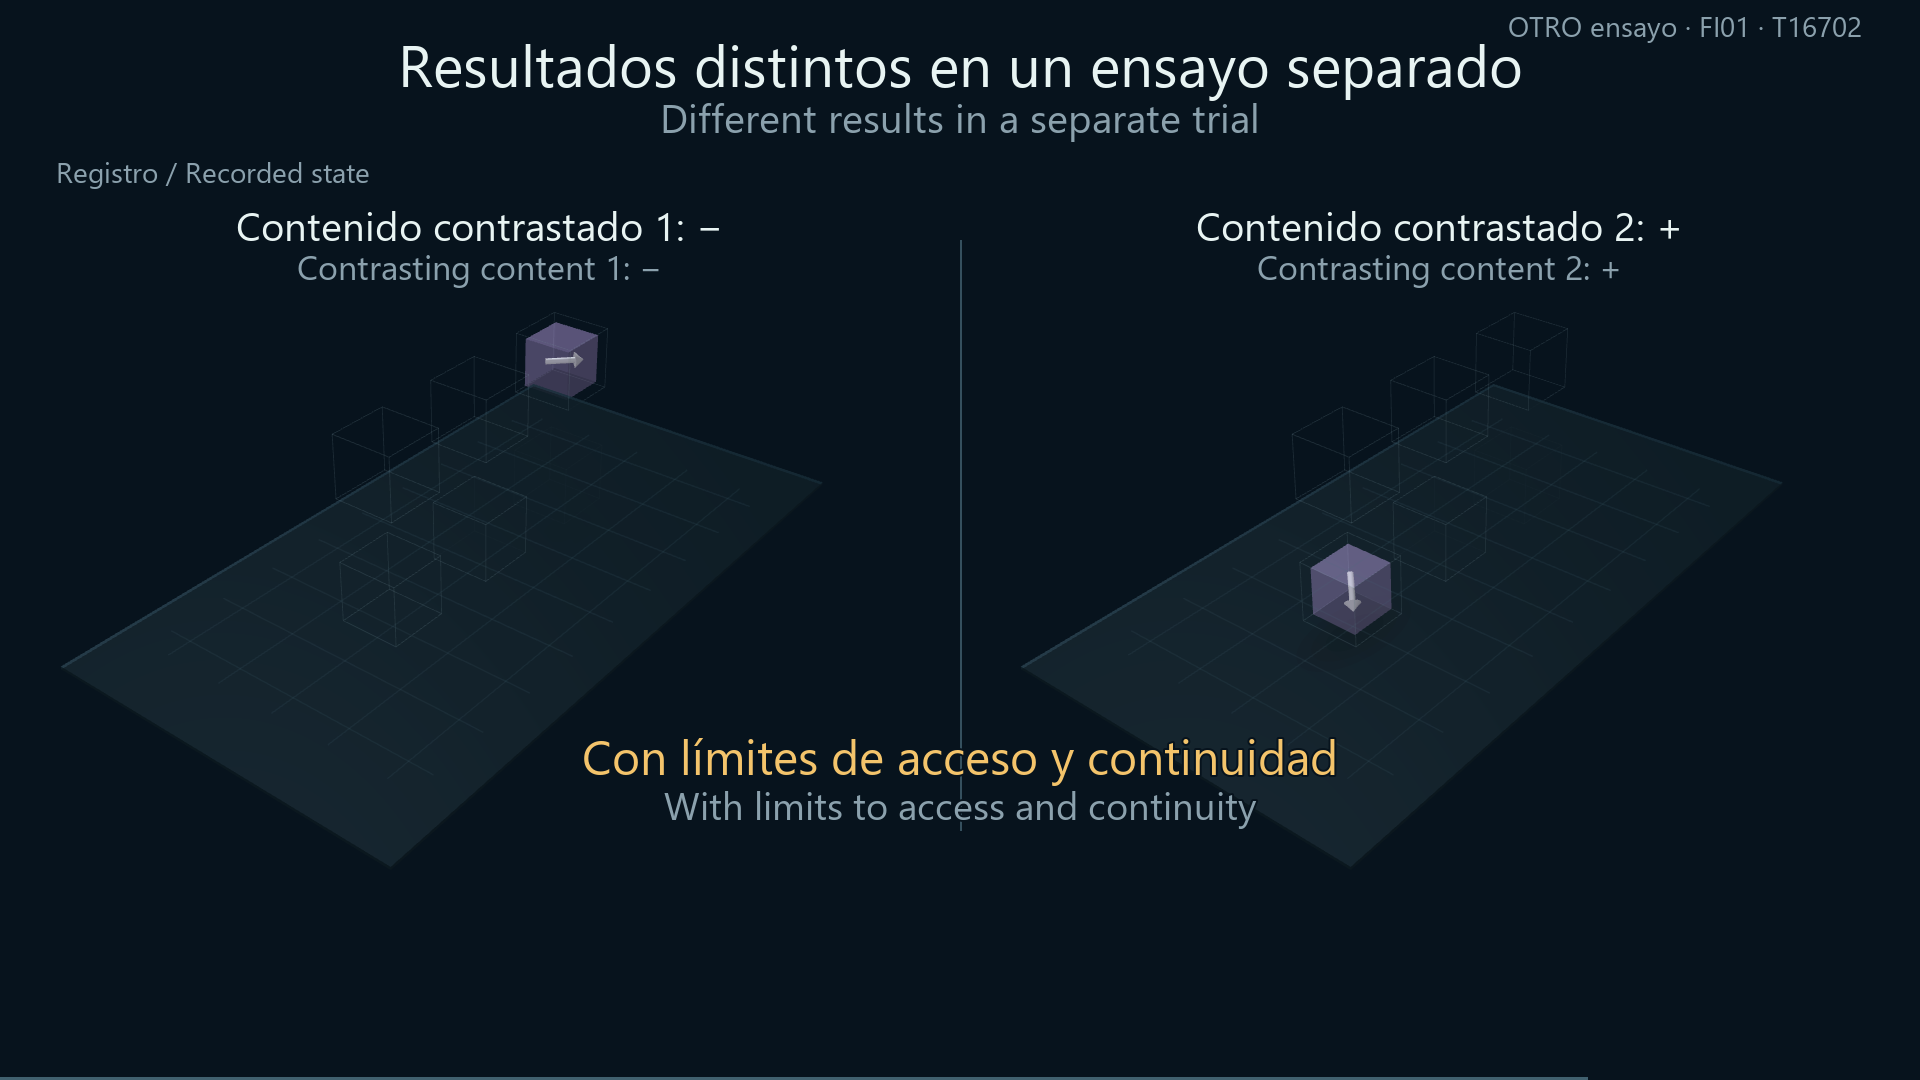 OTRO ensayo · FI01 · T16702
Resultados distintos en un ensayo separado
Different results in a separate trial
Registro / Recorded state
Contenido contrastado 1: −
Contrasting content 1: −
Contenido contrastado 2: +
Contrasting content 2: +
Con límites de acceso y continuidad
With limits to access and continuity